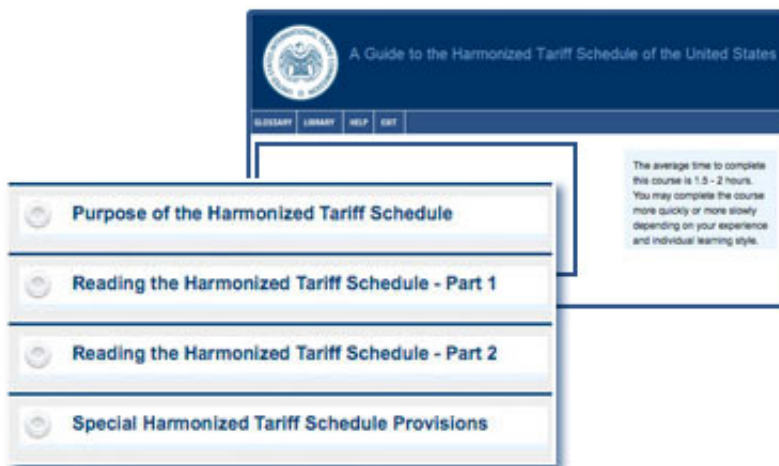 A Guide to the Harmonized Tariff Schedule of the United States
GLOSSARY LIBRARY HELP EXIT
The average time to complete
this course is 1.5 - 2 hours.
You may complete the course
more quickly or more slowly
depending on your experience
and individual learning style.
Purpose of the Harmonized Tariff Schedule
Reading the Harmonized Tariff Schedule - Part 1
Reading the Harmonized Tariff Schedule - Part 2
Special Harmonized Tariff Schedule Provisions